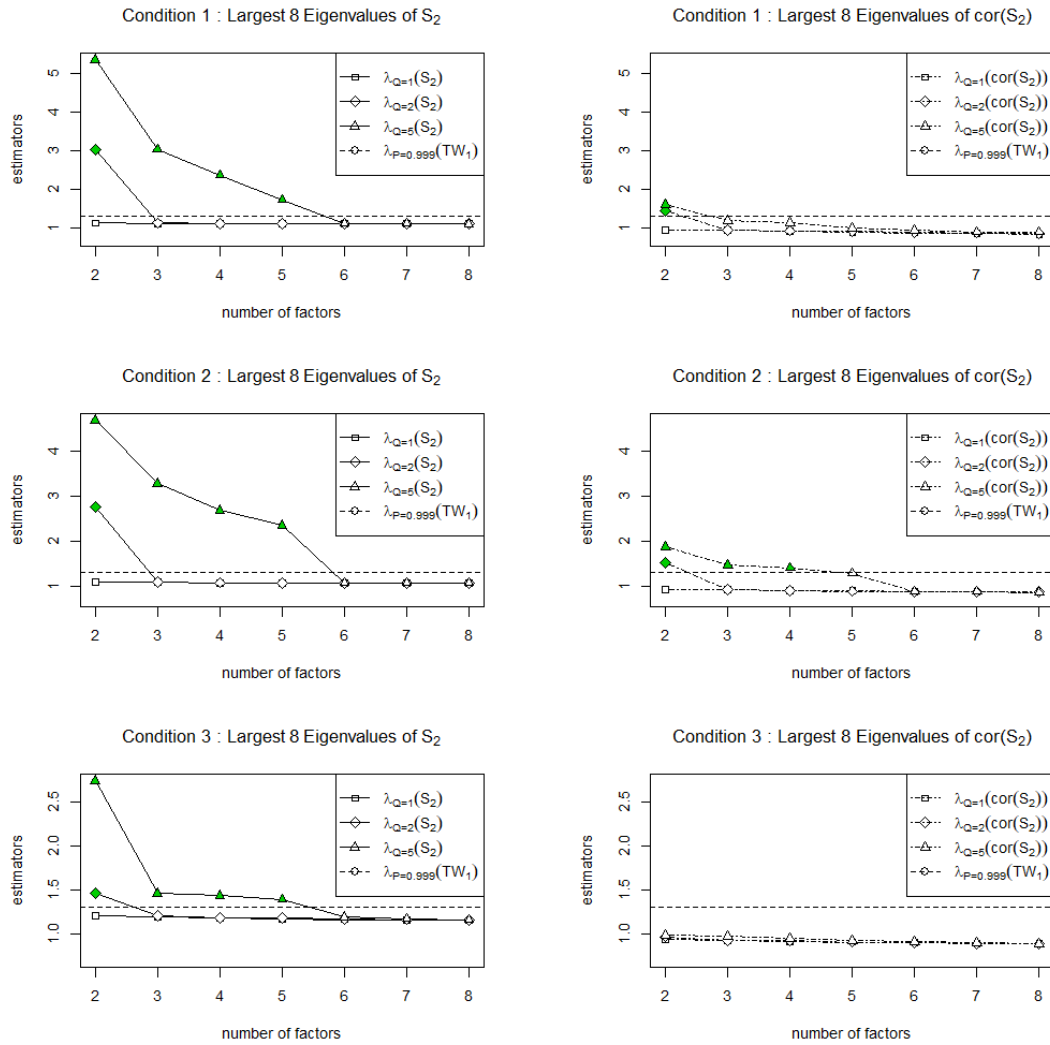 Condition 1 : Largest 8 Eigenvalues of S₂
estimators
5
4
3
2
1
λQ=1(S₂)
λQ=2(S₂)
λQ=5(S₂)
λP=0.999(TW₁)
2 3 4 5 6 7 8
number of factors
Condition 1 : Largest 8 Eigenvalues of cor(S₂)
estimators
5
4
3
2
1
λQ=1(cor(S₂))
λQ=2(cor(S₂))
λQ=5(cor(S₂))
λP=0.999(TW₁)
2 3 4 5 6 7 8
number of factors
Condition 2 : Largest 8 Eigenvalues of S₂
estimators
4
3
2
1
λQ=1(S₂)
λQ=2(S₂)
λQ=5(S₂)
λP=0.999(TW₁)
2 3 4 5 6 7 8
number of factors
Condition 2 : Largest 8 Eigenvalues of cor(S₂)
estimators
4
3
2
1
λQ=1(cor(S₂))
λQ=2(cor(S₂))
λQ=5(cor(S₂))
λP=0.999(TW₁)
2 3 4 5 6 7 8
number of factors
Condition 3 : Largest 8 Eigenvalues of S₂
estimators
2.5
2.0
1.5
1.0
λQ=1(S₂)
λQ=2(S₂)
λQ=5(S₂)
λP=0.999(TW₁)
2 3 4 5 6 7 8
number of factors
Condition 3 : Largest 8 Eigenvalues of cor(S₂)
estimators
2.5
2.0
1.5
1.0
λQ=1(cor(S₂))
λQ=2(cor(S₂))
λQ=5(cor(S₂))
λP=0.999(TW₁)
2 3 4 5 6 7 8
number of factors